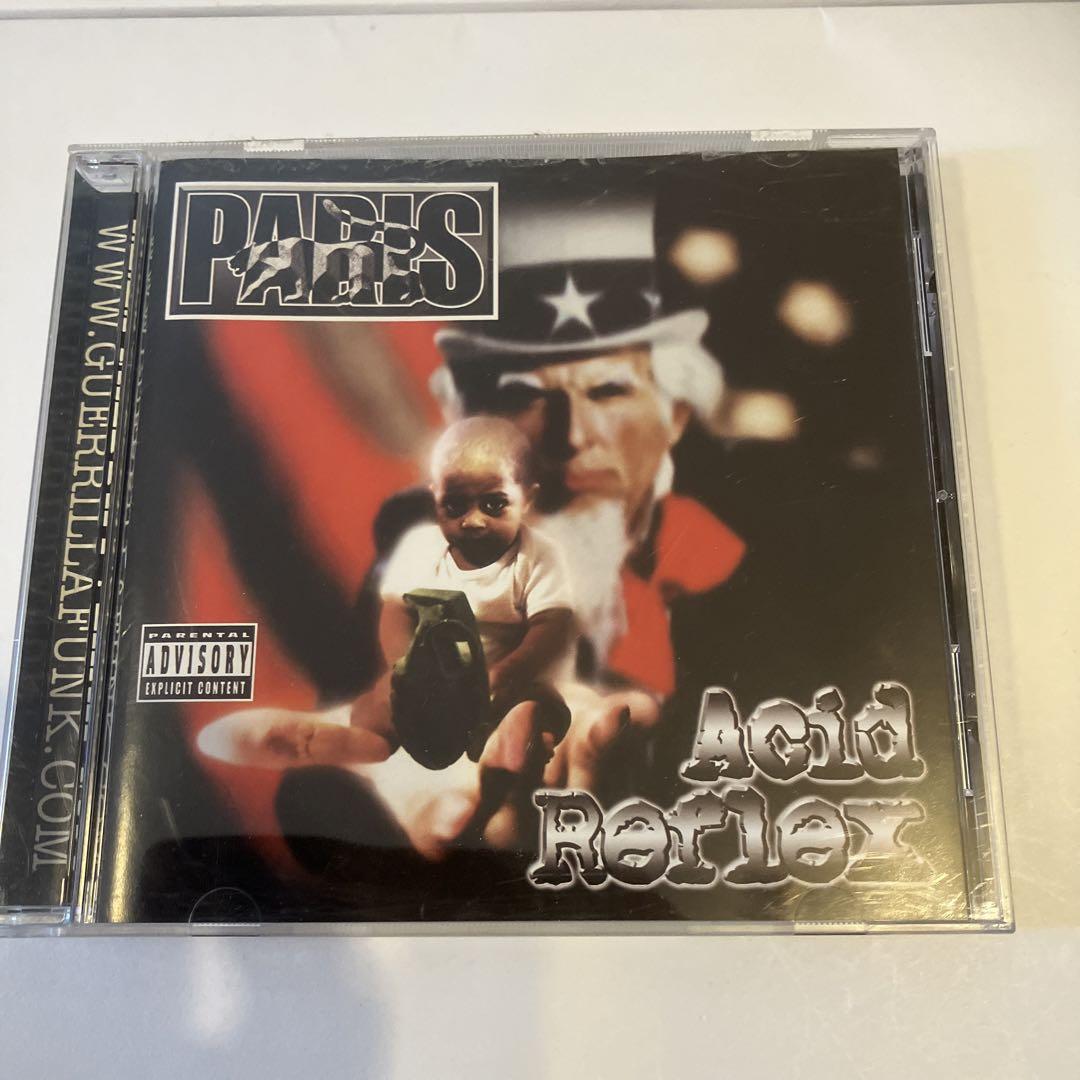 PARIS
WWW.GUERRILLAFUNK.COM
PARENTAL
ADVISORY
EXPLICIT CONTENT
Acid
Reflex